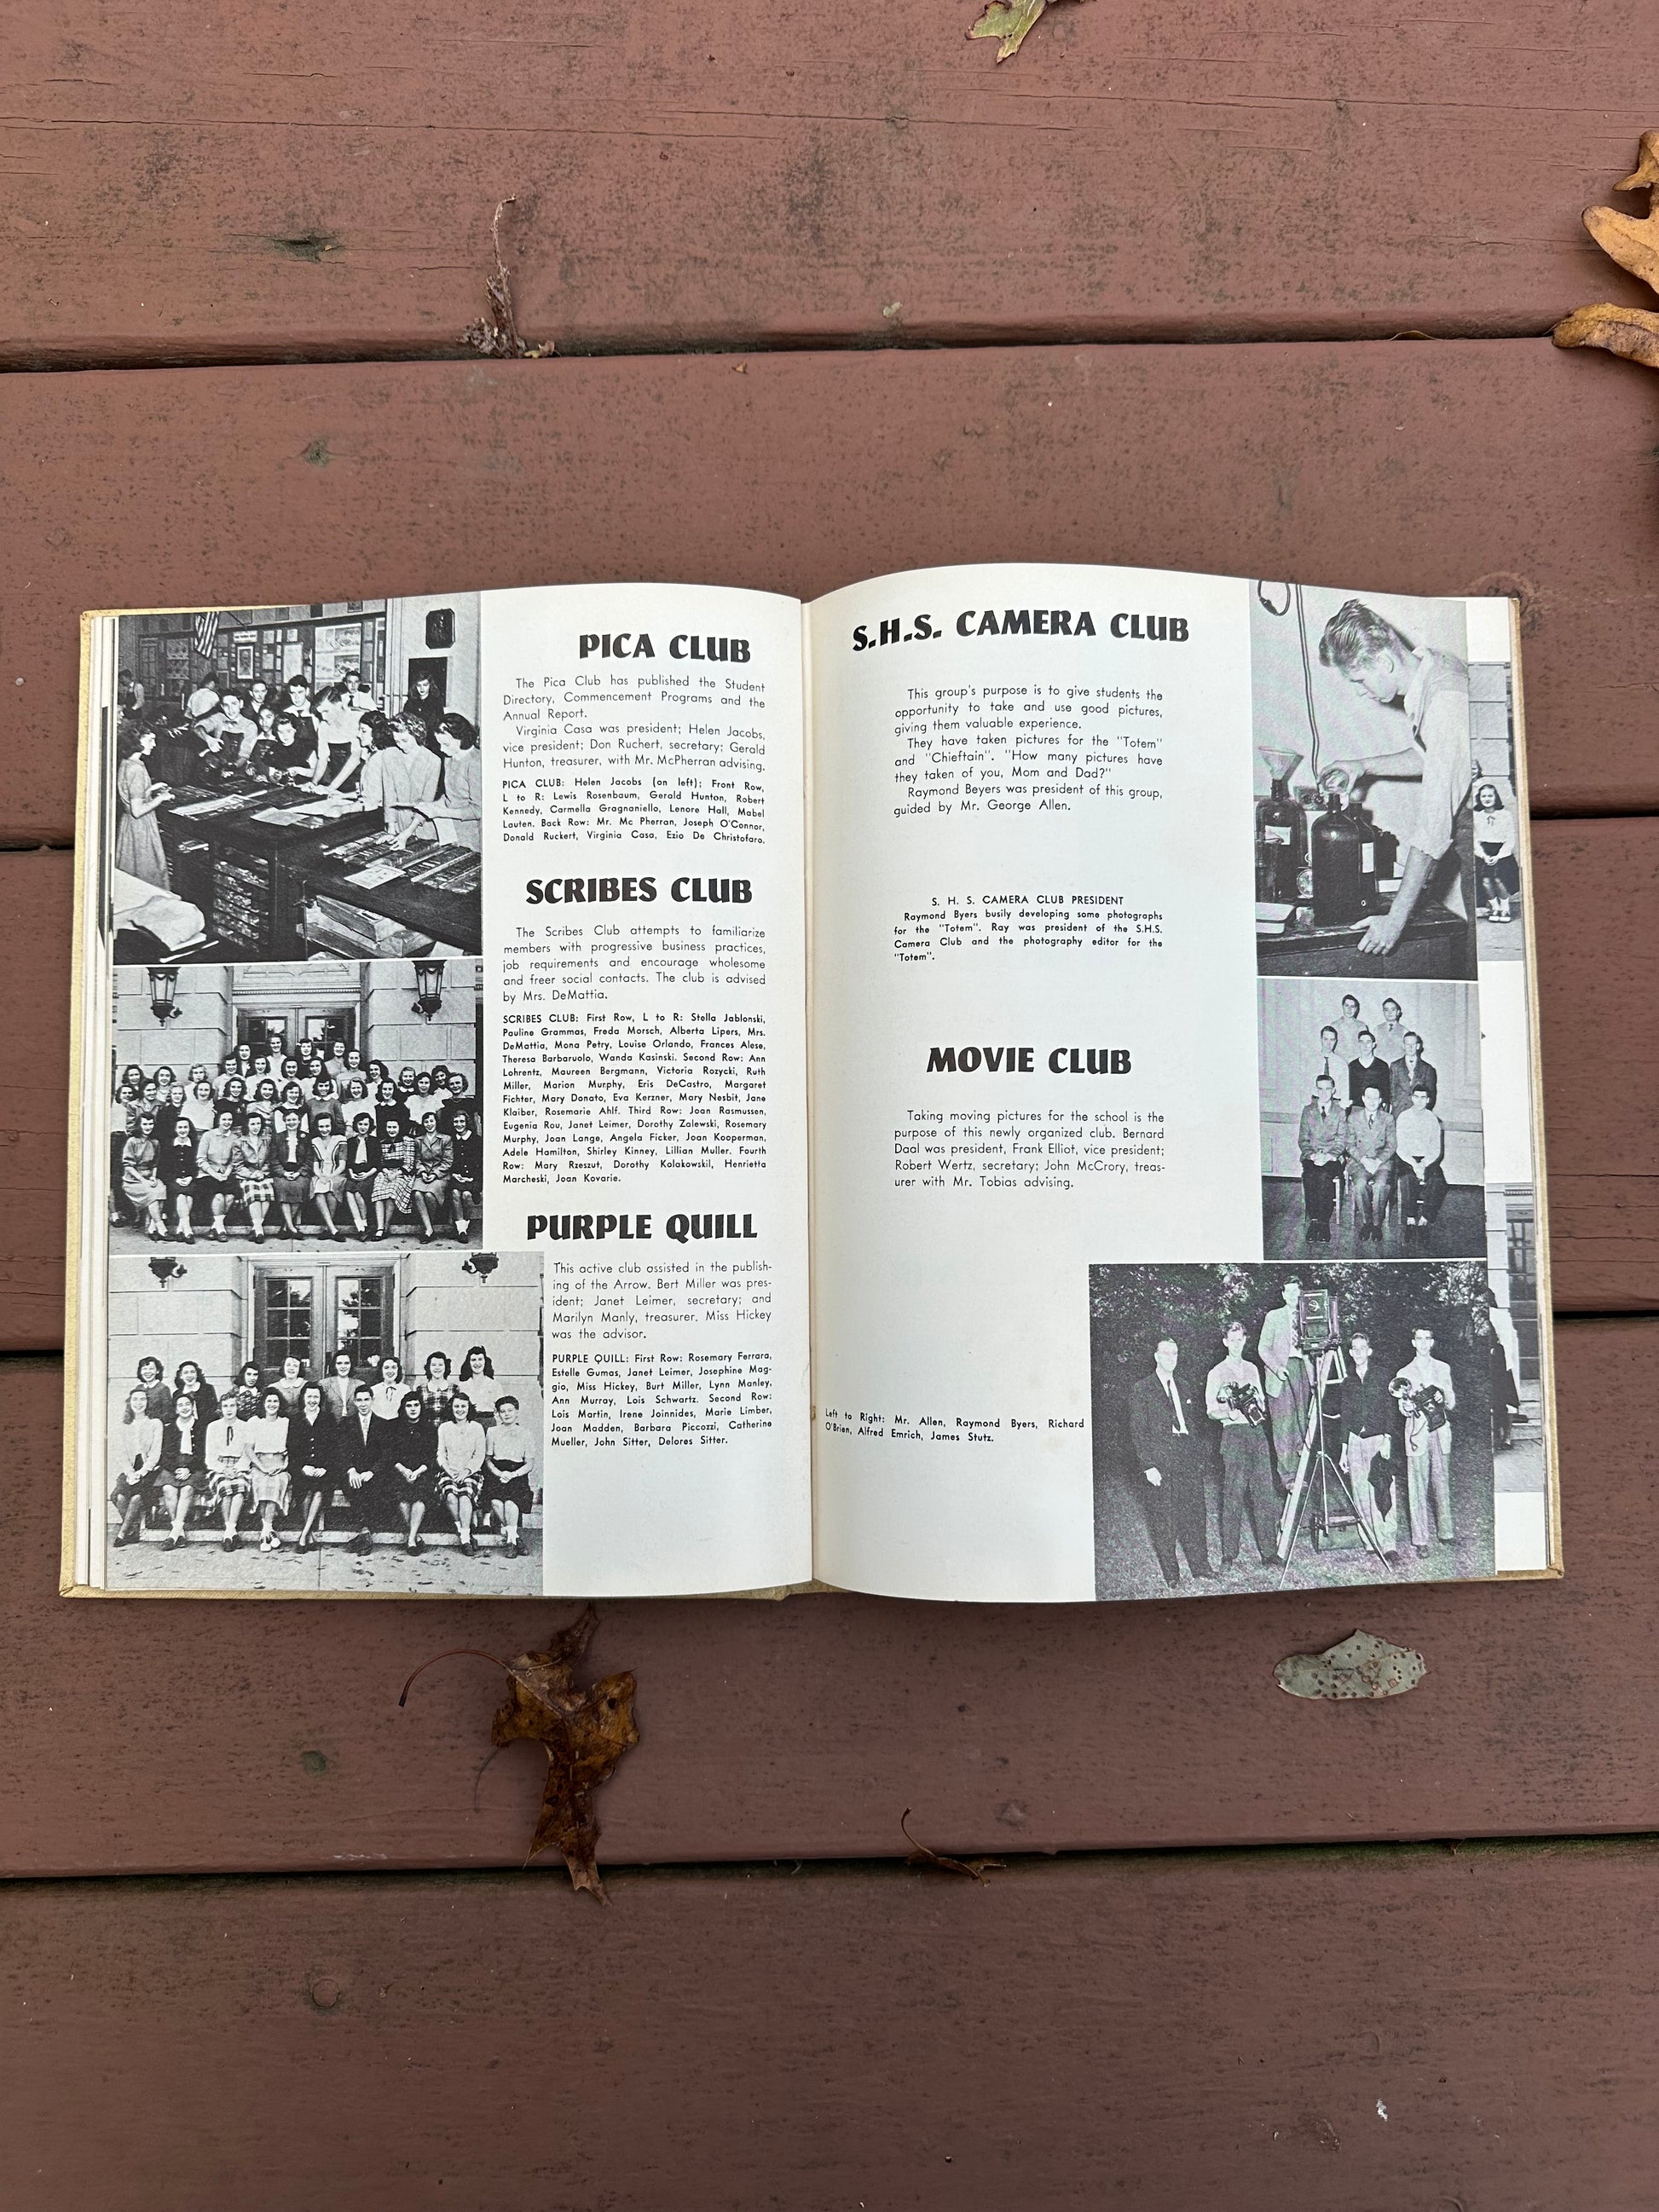 PICA CLUB
The Pica Club has published the Student
Directory, Commencement Programs and the
Annual Report.
Virginia Casa was president; Helen Jacobs,
vice president; Don Ruchert, secretary; Gerald
Hunton, treasurer, with Mr. McPherran advising.
PICA CLUB: Helen Jacobs (on left); Front Row,
L to R: Lewis Rosenbaum, Gerald Hunton, Robert
Kennedy, Carmella Gragnaniello, Lenore Hall, Mabel
Lauten. Back Row: Mr. Mc Pherran, Joseph O'Connor,
Donald Ruckert, Virginia Casa, Ezio De Christofaro.
SCRIBES CLUB
The Scribes Club attempts to familiarize
members with progressive business practices,
job requirements and encourage wholesome
and freer social contacts. The club is advised
by Mrs. DeMattia.
SCRIBES CLUB: First Row, L to R: Stella Jablonski,
Pauline Grammas, Freda Morsch, Alberta Lipers, Mrs.
DeMattia, Mona Petry, Louise Orlando, Frances Alese,
Theresa Barbaruolo, Wanda Kasinski. Second Row: Ann
Lohrentz, Maureen Bergmann, Victoria Rozycki, Ruth
Miller, Marion Murphy, Eris DeCastro, Margaret
Fichter, Mary Donato, Eva Kerzner, Mary Nesbit, Jane
Klaiber, Rosemarie Ahlf. Third Row: Joan Rasmussen,
Eugenia Rou, Janet Leimer, Dorothy Zalewski, Rosemary
Murphy, Joan Lange, Angela Ficker, Joan Kooperman,
Adele Hamilton, Shirley Kinney, Lillian Muller. Fourth
Row: Mary Rzeszut, Dorothy Kolakowskil, Henrietta
Marcheski, Joan Kovarie.
PURPLE QUILL
This active club assisted in the publish-
ing of the Arrow. Bert Miller was pres-
ident; Janet Leimer, secretary; and
Marilyn Manly, treasurer. Miss Hickey
was the advisor.
PURPLE QUILL: First Row: Rosemary Ferrara,
Estelle Gumas, Janet Leimer, Josephine Mag-
gio, Miss Hickey, Burt Miller, Lynn Manley,
Ann Murray, Lois Schwartz. Second Row:
Lois Martin, Irene Joinnides, Marie Limber,
Joan Madden, Barbara Piccozzi, Catherine
Mueller, John Sitter, Delores Sitter.
S.H.S. CAMERA CLUB
This group's purpose is to give students the
opportunity to take and use good pictures,
giving them valuable experience.
They have taken pictures for the "Totem"
and "Chieftain". "How many pictures have
they taken of you, Mom and Dad?"
Raymond Beyers was president of this group,
guided by Mr. George Allen.
S. H. S. CAMERA CLUB PRESIDENT
Raymond Byers busily developing some photographs
for the "Totem". Ray was president of the S.H.S.
Camera Club and the photography editor for the
"Totem".
MOVIE CLUB
Taking moving pictures for the school is the
purpose of this newly organized club. Bernard
Daal was president, Frank Elliot, vice president;
Robert Wertz, secretary; John McCrory, treas-
urer with Mr. Tobias advising.
Left to Right: Mr. Allen, Raymond Byers, Richard
O'Brien, Alfred Emrich, James Stutz.